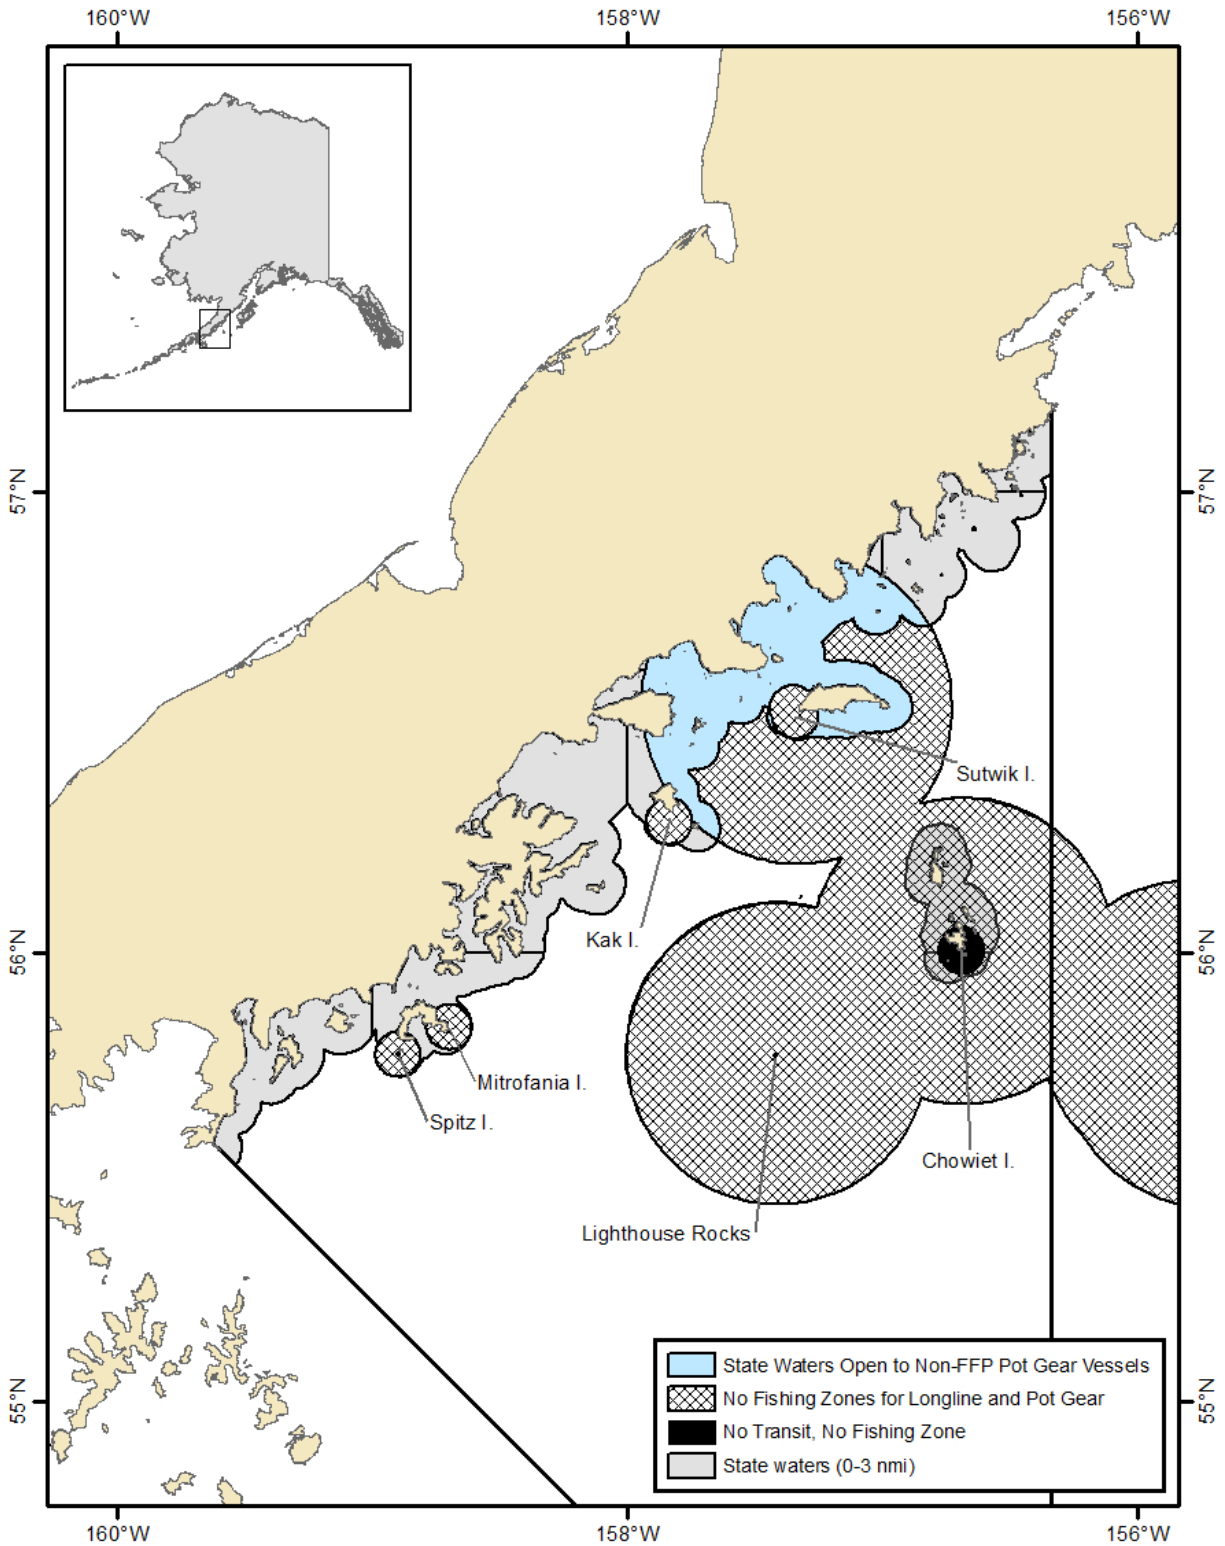 160°W 158°W 156°W
57°N 57°N
Sutwik I.
Kak I.
56°N 56°N
Mitrofania I.
Spitz I.
Chowiet I.
Lighthouse Rocks
State Waters Open to Non-FFP Pot Gear Vessels
No Fishing Zones for Longline and Pot Gear
55°N 55°N
No Transit, No Fishing Zone
State waters (0-3 nmi)
160°W 158°W 156°W